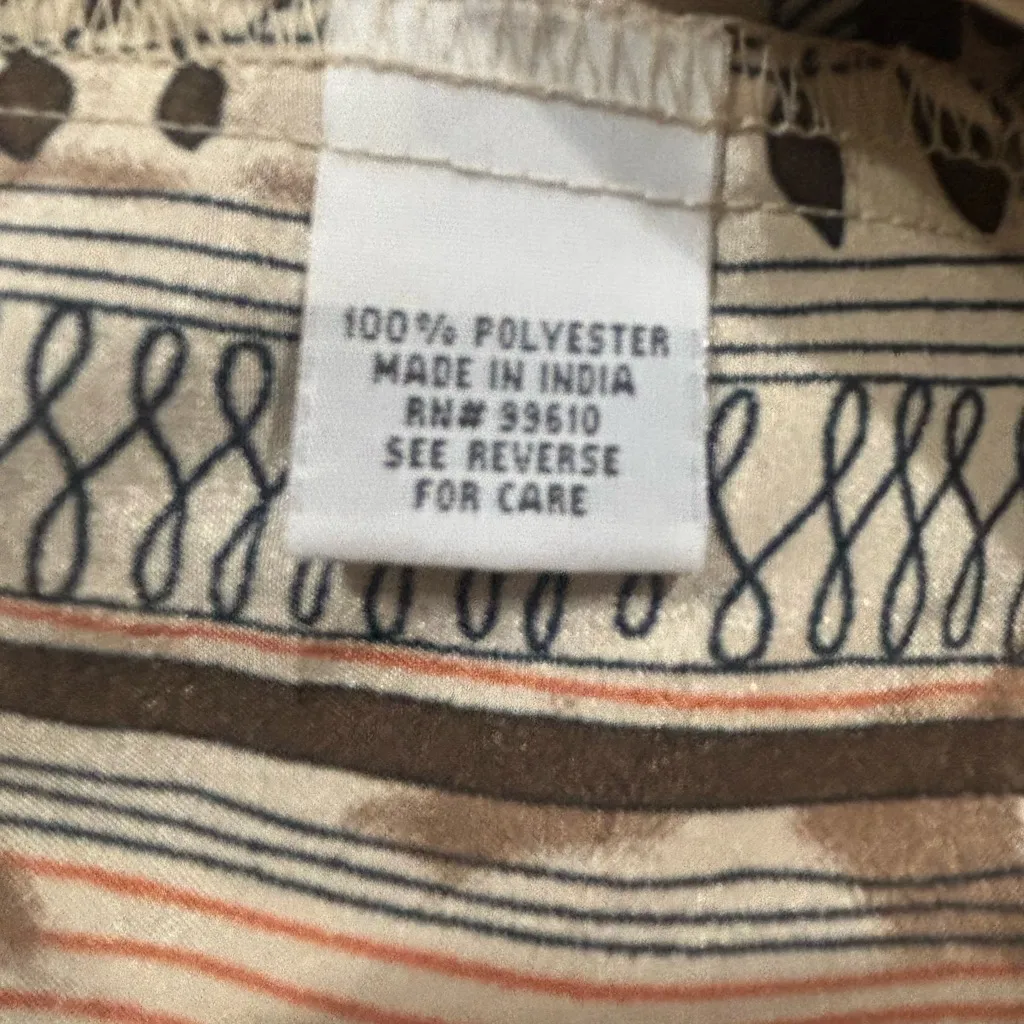 100% POLYESTER
MADE IN INDIA
RN# 99610
SEE REVERSE
FOR CARE